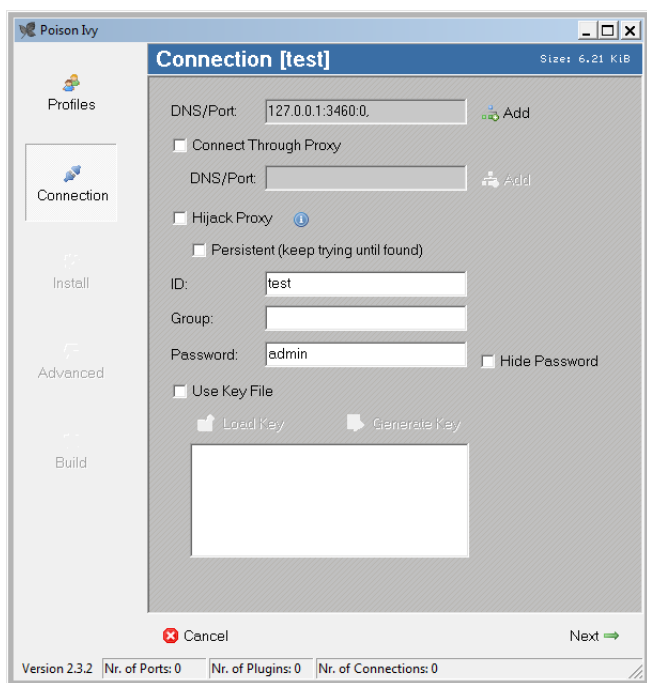 Poison Ivy
Connection [test]
Size: 6.21 KiB
Profiles
Connection
Install
Advanced
Build
DNS/Port: 127.0.0.1:3460:0, Add
Connect Through Proxy
DNS/Port: Add
Hijack Proxy
Persistent (keep trying until found)
ID: test
Group:
Password: admin Hide Password
Use Key File
Load Key Generate Key
Cancel Next
Version 2.3.2 Nr. of Ports: 0 Nr. of Plugins: 0 Nr. of Connections: 0